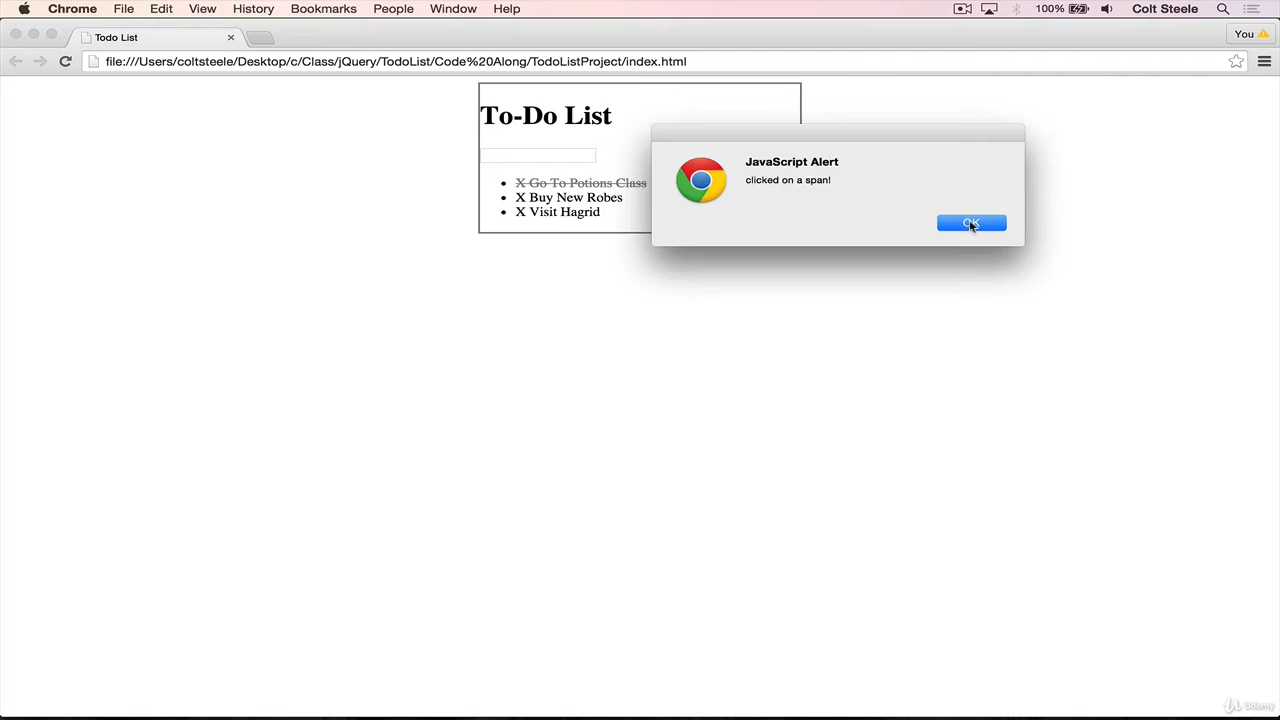 Chrome File Edit View History Bookmarks People Window Help 100% Colt Steele
Todo List You
file:///Users/coltsteele/Desktop/c/Class/jQuery/TodoList/Code%20Along/TodoListProject/index.html
To-Do List
X Go To Potions Class
X Buy New Robes
X Visit Hagrid
JavaScript Alert
clicked on a span!
OK
Udemy